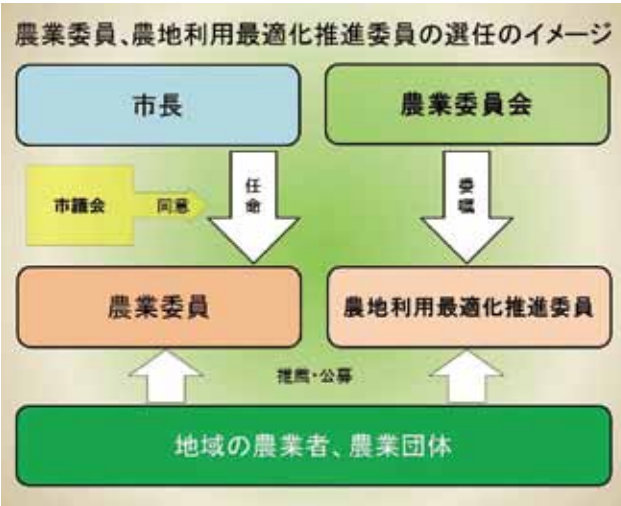 農業委員、農地利用最適化推進委員の選任のイメージ
市長
農業委員会
市議会
同意
任命
委嘱
農業委員
農地利用最適化推進委員
推薦・公募
地域の農業者、農業団体